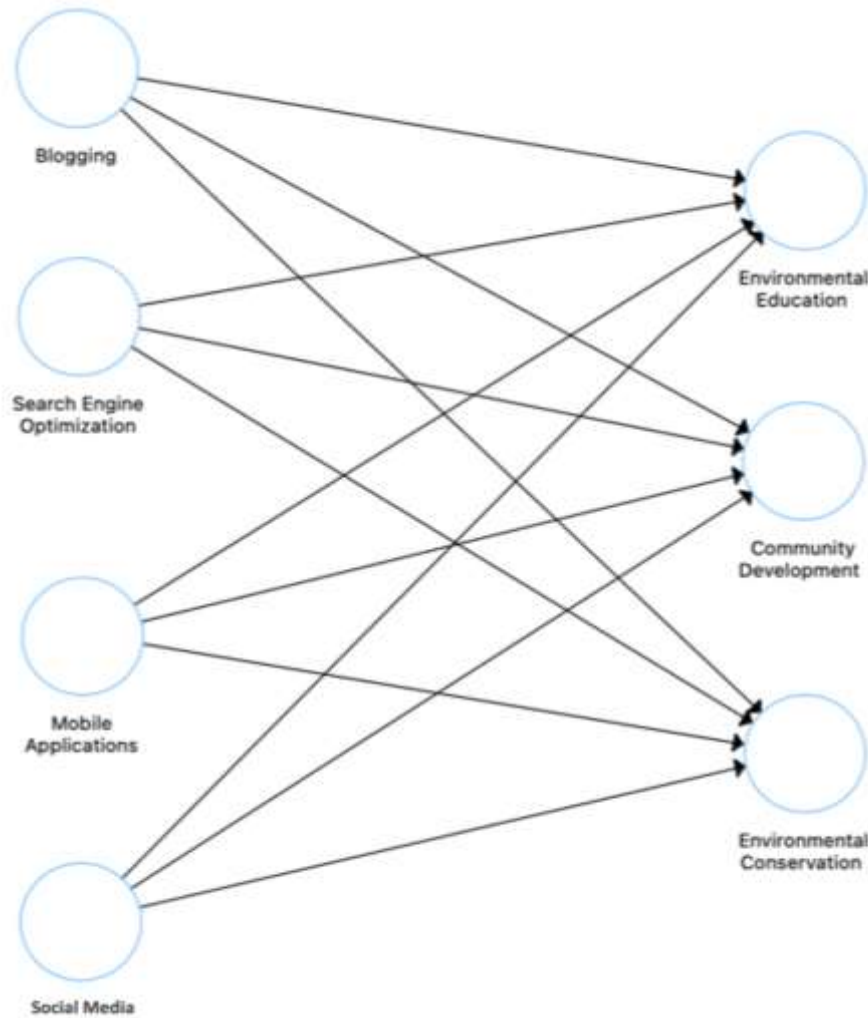 Blogging
Environmental
Education
Search Engine
Optimization
Community
Development
Mobile
Applications
Environmental
Conservation
Social Media